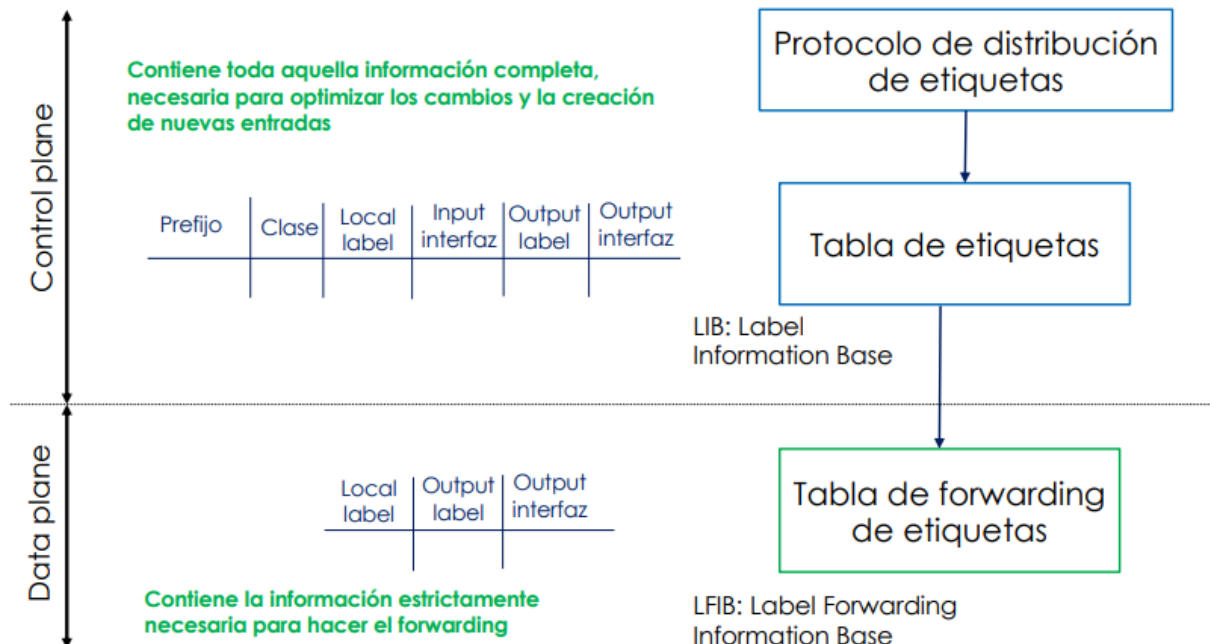 Control plane
Contiene toda aquella información completa,
necesaria para optimizar los cambios y la creación
de nuevas entradas
Protocolo de distribución
de etiquetas
Prefijo
Clase
Local
label
Input
interfaz
Output
label
Output
interfaz
Tabla de etiquetas
LIB: Label
Information Base
Data plane
Local
label
Output
label
Output
interfaz
Tabla de forwarding
de etiquetas
Contiene la información estrictamente
necesaria para hacer el forwarding
LFIB: Label Forwarding
Information Base